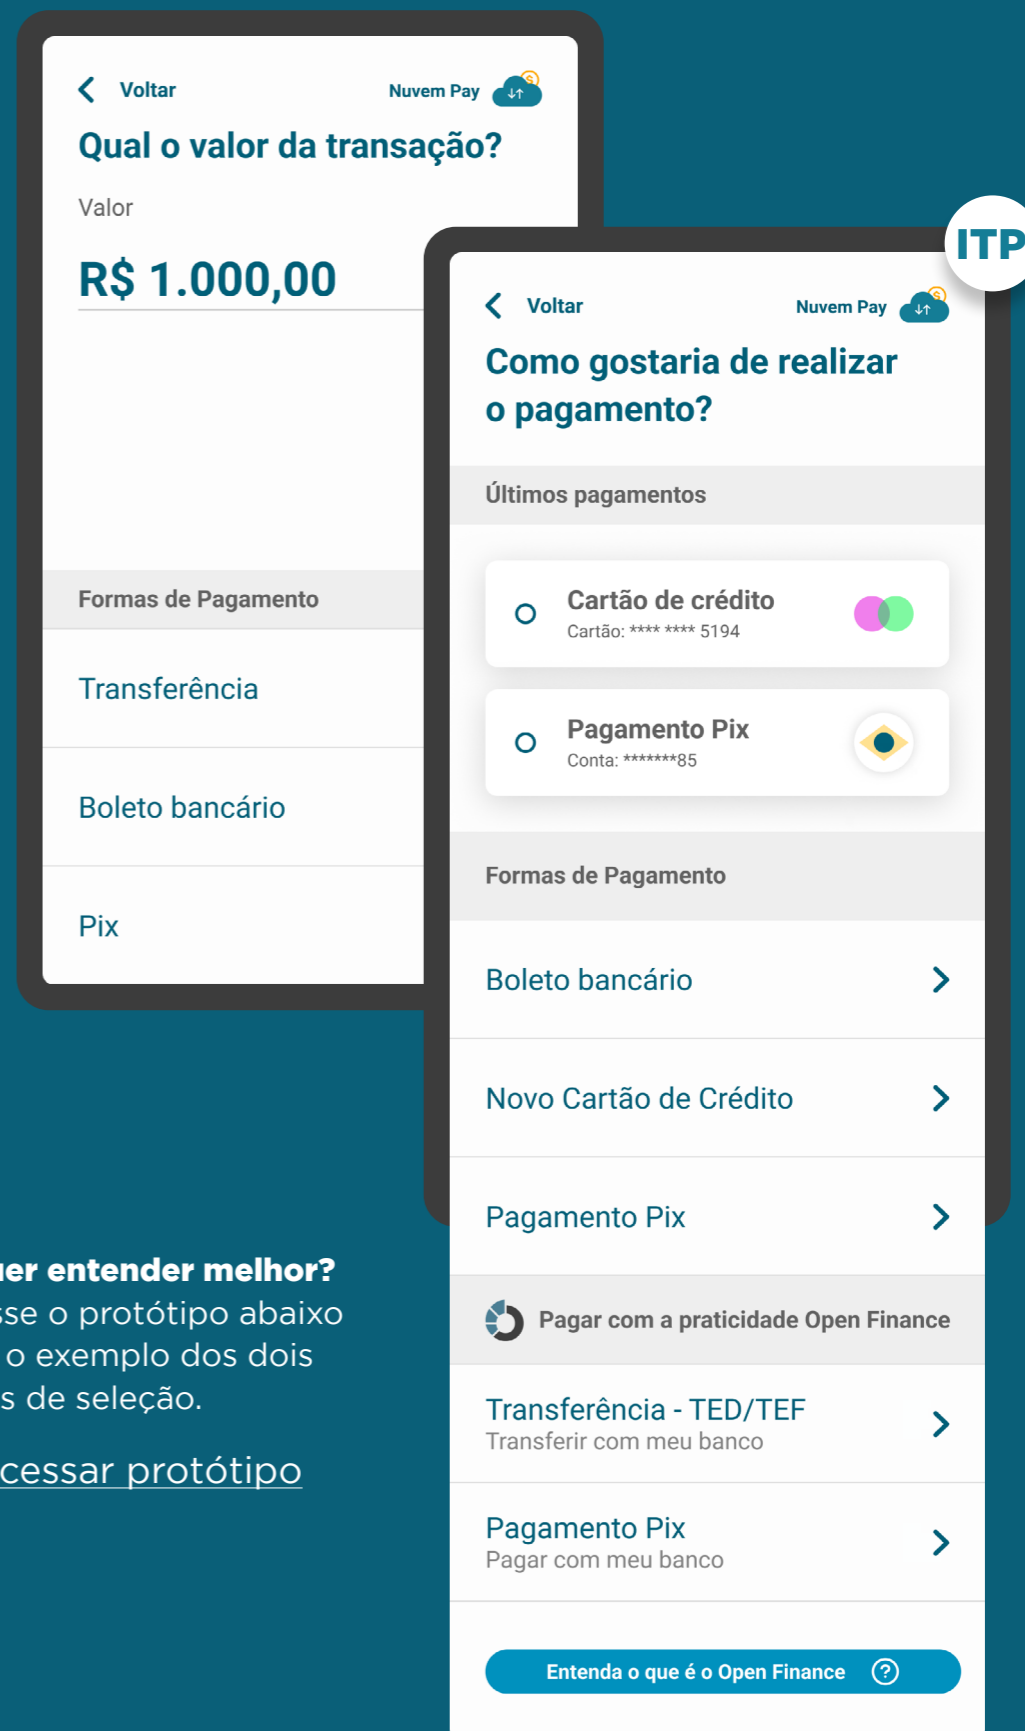 Voltar
Nuvem Pay
Qual o valor da transação?
Valor
R$ 1.000,00
Formas de Pagamento
Transferência
Boleto bancário
Pix
ITP
Voltar
Nuvem Pay
Como gostaria de realizar
o pagamento?
Últimos pagamentos
Cartão de crédito
Cartão: **** **** 5194
Pagamento Pix
Conta: *******85
Formas de Pagamento
Boleto bancário
Novo Cartão de Crédito
Pagamento Pix
Pagar com a praticidade Open Finance
Transferência - TED/TEF
Transferir com meu banco
Pagamento Pix
Pagar com meu banco
Entenda o que é o Open Finance ?
entender melhor?
o protótipo abaixo
o exemplo dos dois
de seleção.
protótipo